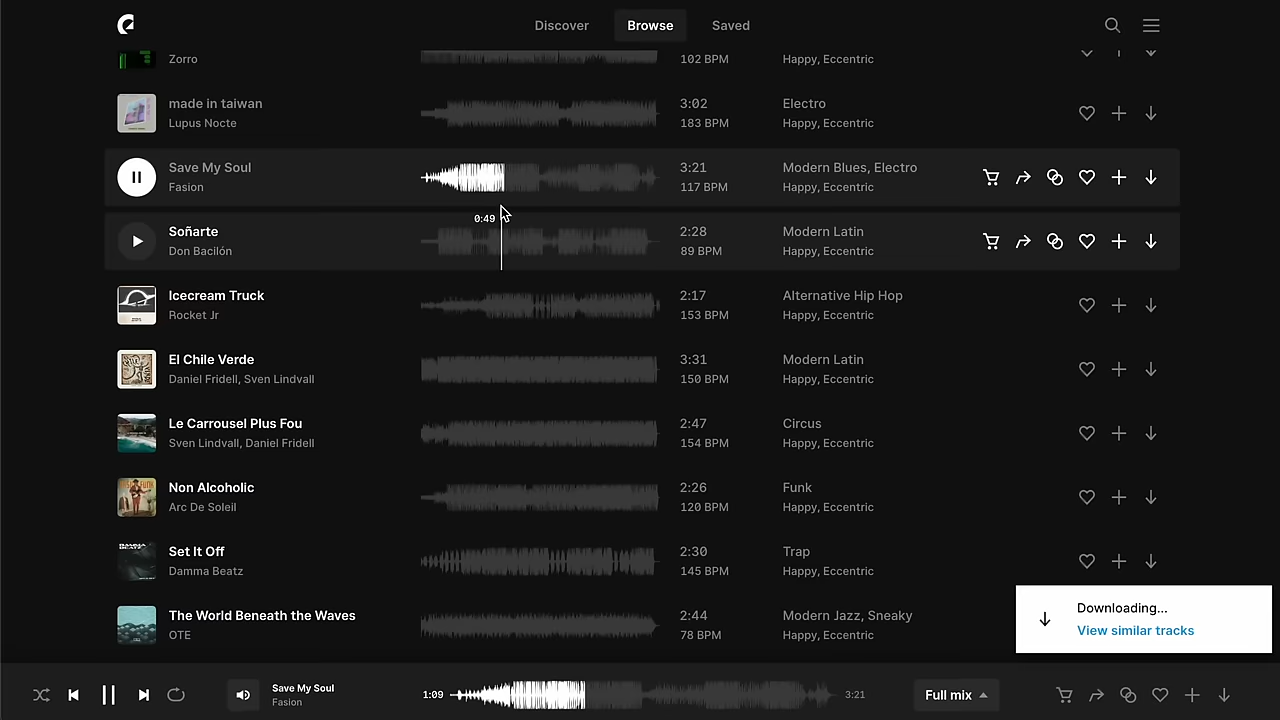 Discover Browse Saved
Zorro 102 BPM Happy, Eccentric
made in taiwan 3:02 Electro
Lupus Nocte 183 BPM Happy, Eccentric
Save My Soul 3:21 Modern Blues, Electro
Fasion 117 BPM Happy, Eccentric
0:49
Soñarte 2:28 Modern Latin
Don Bacilón 89 BPM Happy, Eccentric
Icecream Truck 2:17 Alternative Hip Hop
Rocket Jr 153 BPM Happy, Eccentric
El Chile Verde 3:31 Modern Latin
Daniel Fridell, Sven Lindvall 150 BPM Happy, Eccentric
Le Carrousel Plus Fou 2:47 Circus
Sven Lindvall, Daniel Fridell 154 BPM Happy, Eccentric
Non Alcoholic 2:26 Funk
Arc De Soleil 120 BPM Happy, Eccentric
Set It Off 2:30 Trap
Damma Beatz 145 BPM Happy, Eccentric
The World Beneath the Waves 2:44 Modern Jazz, Sneaky
OTE 78 BPM Happy, Eccentric
Downloading...
View similar tracks
Save My Soul 1:09 3:21 Full mix
Fasion